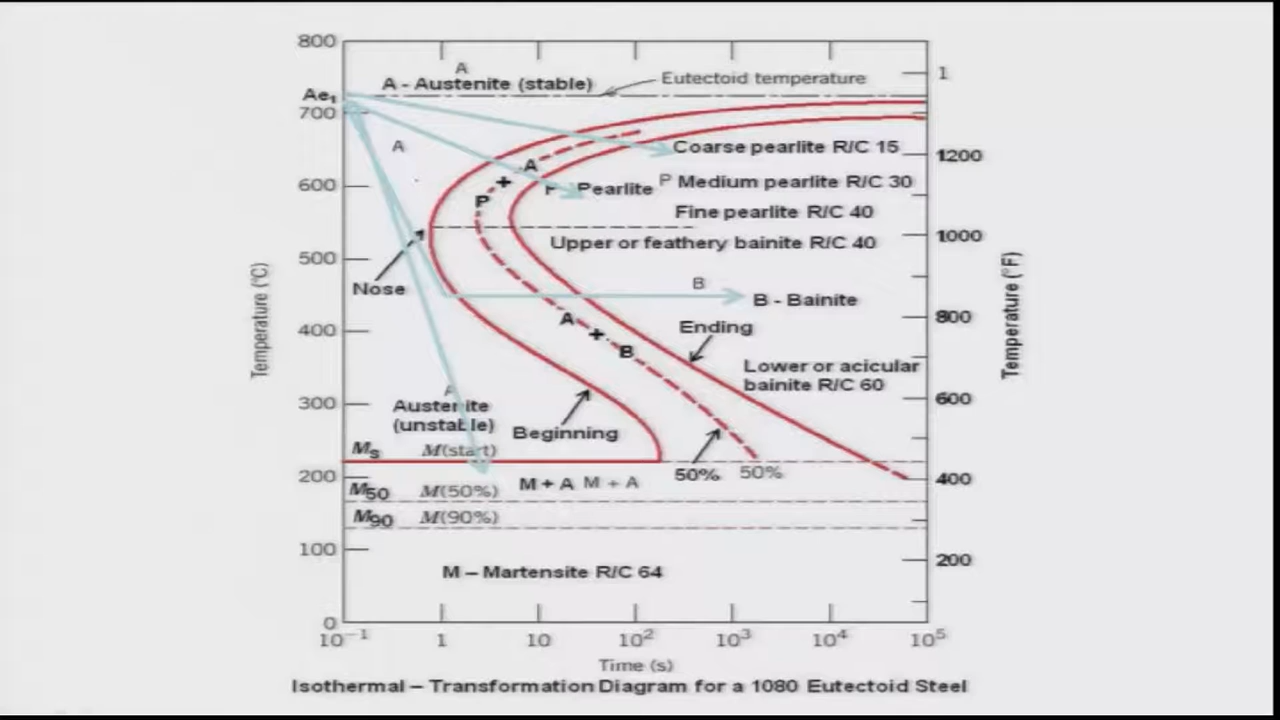 800
A
A - Austenite (stable)
Eutectoid temperature
1
Ae₁
700
A
Coarse pearlite R/C 15
1200
A
+
P
600
Pearlite
P Medium pearlite R/C 30
P
Fine pearlite R/C 40
1000
Upper or feathery bainite R/C 40
500
Nose
B
B - Bainite
Temperature (°C)
Temperature (°F)
400
A
+
B
Ending
800
Lower or acicular
bainite R/C 60
300
600
A
Austenite
(unstable)
Beginning
Ms
M(start)
200
50%
50%
400
M50
M(50%)
M + A
M + A
M90
M(90%)
100
200
M – Martensite R/C 64
0
10⁻¹
1
10
10²
10³
10⁴
10⁵
Time (s)
Isothermal – Transformation Diagram for a 1080 Eutectoid Steel